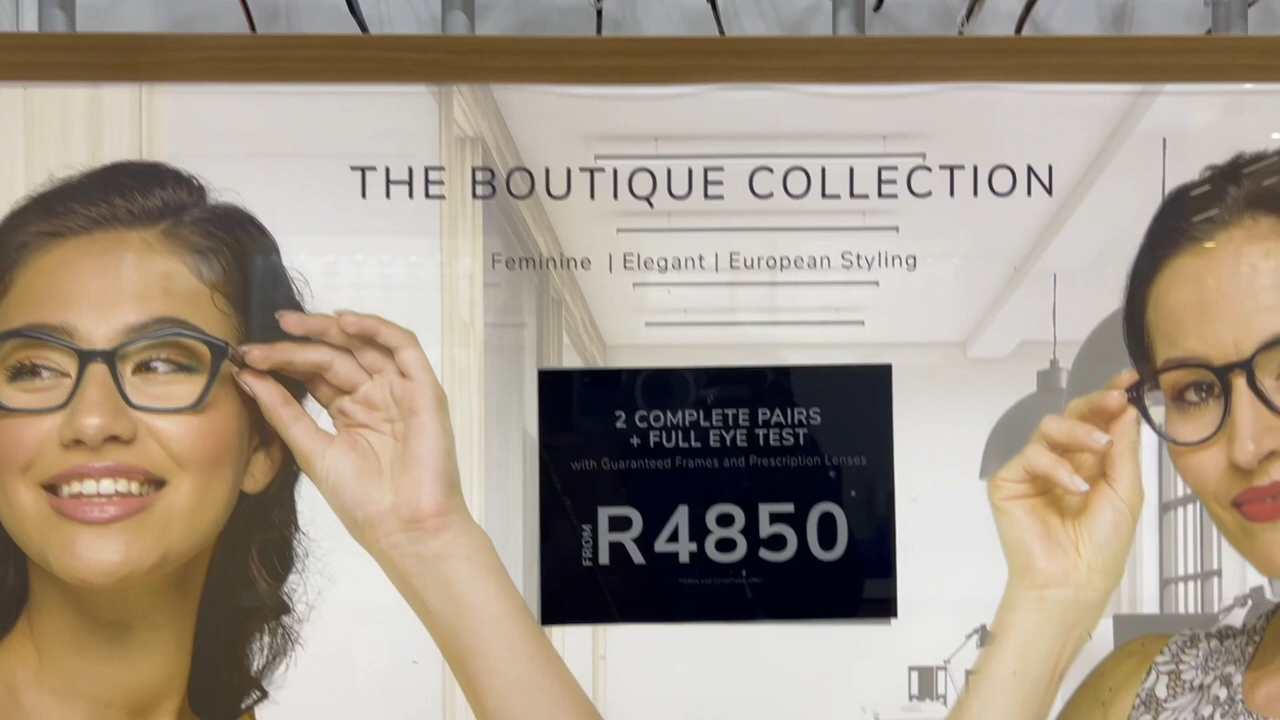 THE BOUTIQUE COLLECTION
Feminine | Elegant | European Styling
2 COMPLETE PAIRS
+ FULL EYE TEST
with Guaranteed Frames and Prescription Lenses
FROM R4850